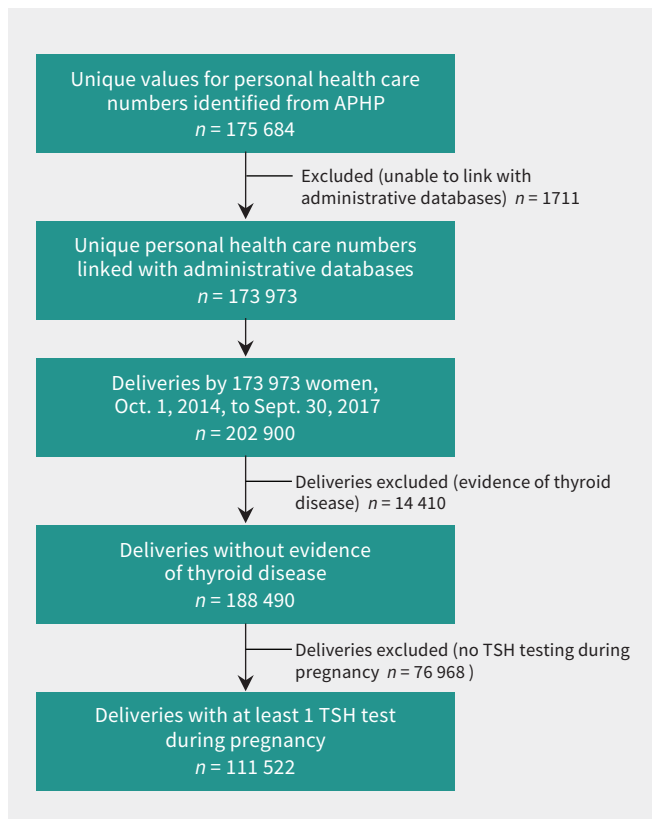 Unique values for personal health care
numbers identified from APHP
n = 175 684
Excluded (unable to link with
administrative databases) n = 1711
Unique personal health care numbers
linked with administrative databases
n = 173 973
Deliveries by 173 973 women,
Oct. 1, 2014, to Sept. 30, 2017
n = 202 900
Deliveries excluded (evidence of thyroid
disease) n = 14 410
Deliveries without evidence
of thyroid disease
n = 188 490
Deliveries excluded (no TSH testing during
pregnancy n = 76 968 )
Deliveries with at least 1 TSH test
during pregnancy
n = 111 522